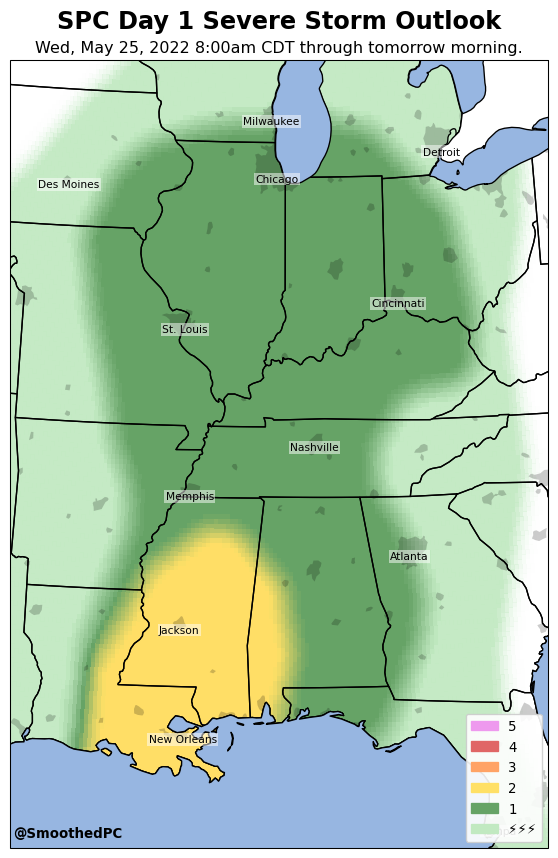 SPC Day 1 Severe Storm Outlook
Wed, May 25, 2022 8:00am CDT through tomorrow morning.
Milwaukee
Detroit
Chicago
Des Moines
Cincinnati
St. Louis
Nashville
Memphis
Atlanta
Jackson
New Orleans
5
4
3
2
1
⚡⚡⚡
@SmoothedPC